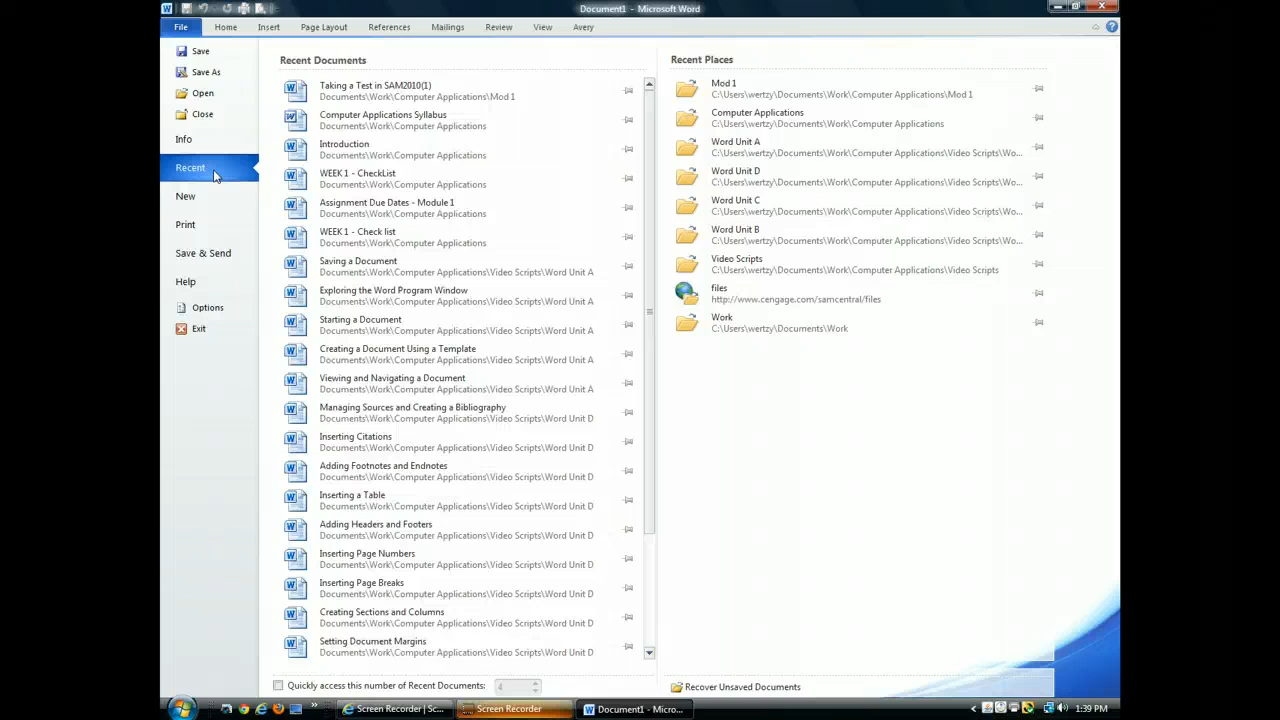 Document1 - Microsoft Word
File Home Insert Page Layout References Mailings Review View Avery
Save
Save As
Open
Close
Info
Recent
New
Print
Save & Send
Help
Options
Exit
Recent Documents
Taking a Test in SAM2010(1)
Documents\Work\Computer Applications\Mod 1
Computer Applications Syllabus
Documents\Work\Computer Applications
Introduction
Documents\Work\Computer Applications
WEEK 1 - CheckList
Documents\Work\Computer Applications
Assignment Due Dates - Module 1
Documents\Work\Computer Applications
WEEK 1 - Check list
Documents\Work\Computer Applications
Saving a Document
Documents\Work\Computer Applications\Video Scripts\Word Unit A
Exploring the Word Program Window
Documents\Work\Computer Applications\Video Scripts\Word Unit A
Starting a Document
Documents\Work\Computer Applications\Video Scripts\Word Unit A
Creating a Document Using a Template
Documents\Work\Computer Applications\Video Scripts\Word Unit A
Viewing and Navigating a Document
Documents\Work\Computer Applications\Video Scripts\Word Unit A
Managing Sources and Creating a Bibliography
Documents\Work\Computer Applications\Video Scripts\Word Unit D
Inserting Citations
Documents\Work\Computer Applications\Video Scripts\Word Unit D
Adding Footnotes and Endnotes
Documents\Work\Computer Applications\Video Scripts\Word Unit D
Inserting a Table
Documents\Work\Computer Applications\Video Scripts\Word Unit D
Adding Headers and Footers
Documents\Work\Computer Applications\Video Scripts\Word Unit D
Inserting Page Numbers
Documents\Work\Computer Applications\Video Scripts\Word Unit D
Inserting Page Breaks
Documents\Work\Computer Applications\Video Scripts\Word Unit D
Creating Sections and Columns
Documents\Work\Computer Applications\Video Scripts\Word Unit D
Setting Document Margins
Documents\Work\Computer Applications\Video Scripts\Word Unit D
Quickly access this number of Recent Documents: 4
Recent Places
Mod 1
C:\Users\wertzy\Documents\Work\Computer Applications\Mod 1
Computer Applications
C:\Users\wertzy\Documents\Work\Computer Applications
Word Unit A
C:\Users\wertzy\Documents\Work\Computer Applications\Video Scripts\Wo...
Word Unit D
C:\Users\wertzy\Documents\Work\Computer Applications\Video Scripts\Wo...
Word Unit C
C:\Users\wertzy\Documents\Work\Computer Applications\Video Scripts\Wo...
Word Unit B
C:\Users\wertzy\Documents\Work\Computer Applications\Video Scripts\Wo...
Video Scripts
C:\Users\wertzy\Documents\Work\Computer Applications\Video Scripts
files
http://www.cengage.com/samcentral/files
Work
C:\Users\wertzy\Documents\Work
Recover Unsaved Documents
Screen Recorder | Sc... Screen Recorder Document1 - Micro... 1:39 PM